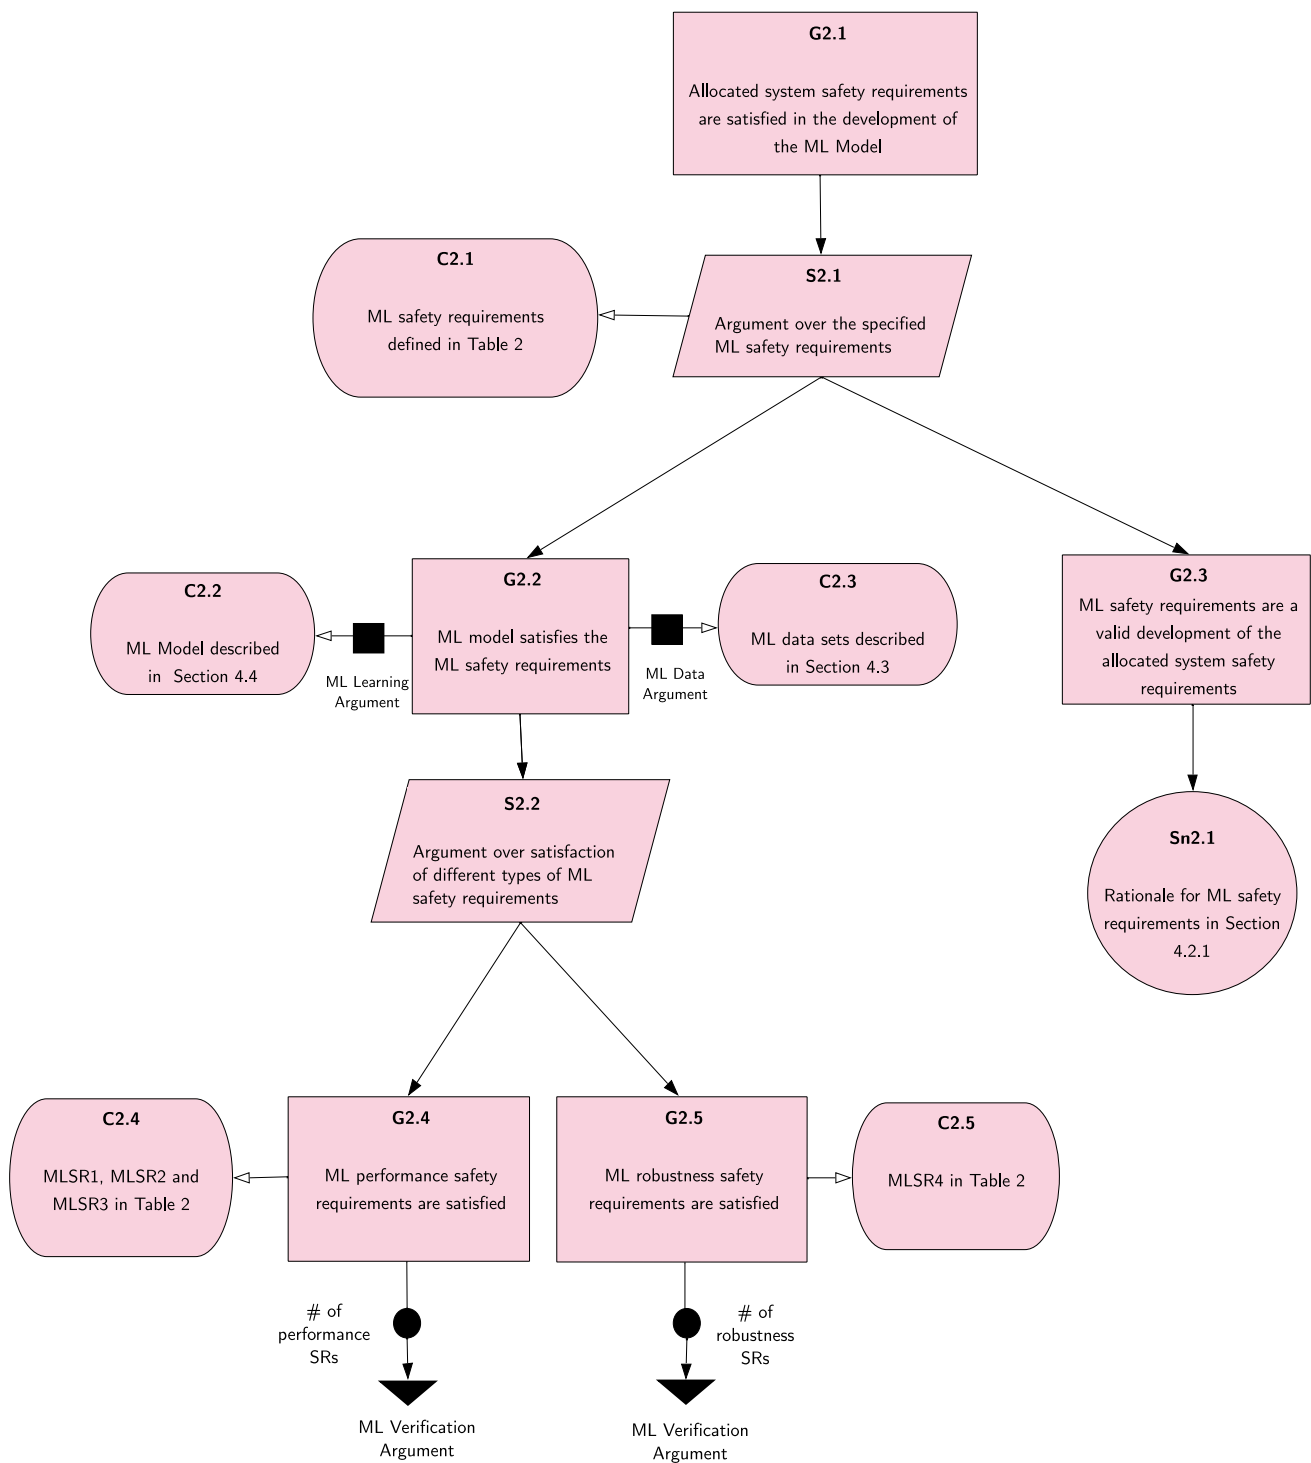 G2.1
Allocated system safety requirements
are satisfied in the development of
the ML Model
C2.1
ML safety requirements
defined in Table 2
S2.1
Argument over the specified
ML safety requirements
C2.2
ML Model described
in Section 4.4
ML Learning
Argument
G2.2
ML model satisfies the
ML safety requirements
ML Data
Argument
C2.3
ML data sets described
in Section 4.3
G2.3
ML safety requirements are a
valid development of the
allocated system safety
requirements
S2.2
Argument over satisfaction
of different types of ML
safety requirements
Sn2.1
Rationale for ML safety
requirements in Section
4.2.1
C2.4
MLSR1, MLSR2 and
MLSR3 in Table 2
G2.4
ML performance safety
requirements are satisfied
G2.5
ML robustness safety
requirements are satisfied
C2.5
MLSR4 in Table 2
# of
performance
SRs
# of
robustness
SRs
ML Verification
Argument
ML Verification
Argument